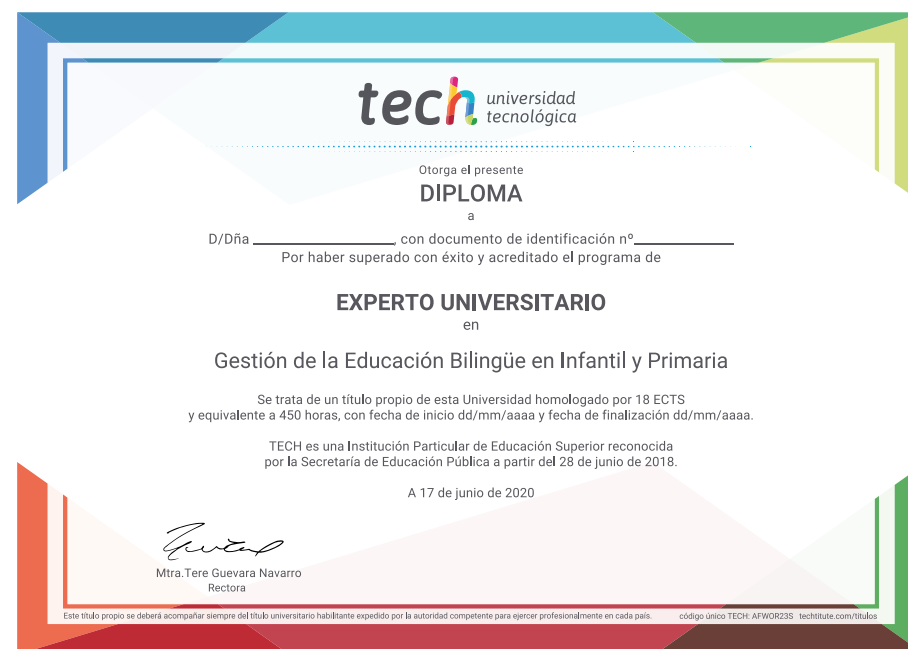 tech universidad
tecnológica
Otorga el presente
DIPLOMA
a
D/Dña ____________, con documento de identificación nº____________
Por haber superado con éxito y acreditado el programa de
EXPERTO UNIVERSITARIO
en
Gestión de la Educación Bilingüe en Infantil y Primaria
Se trata de un título propio de esta Universidad homologado por 18 ECTS
y equivalente a 450 horas, con fecha de inicio dd/mm/aaaa y fecha de finalización dd/mm/aaaa.
TECH es una Institución Particular de Educación Superior reconocida
por la Secretaría de Educación Pública a partir del 28 de junio de 2018.
A 17 de junio de 2020
Mtra.Tere Guevara Navarro
Rectora
Este título propio se deberá acompañar siempre del título universitario habilitante expedido por la autoridad competente para ejercer profesionalmente en cada país. código único TECH: AFWOR23S techtitute.com/titulos